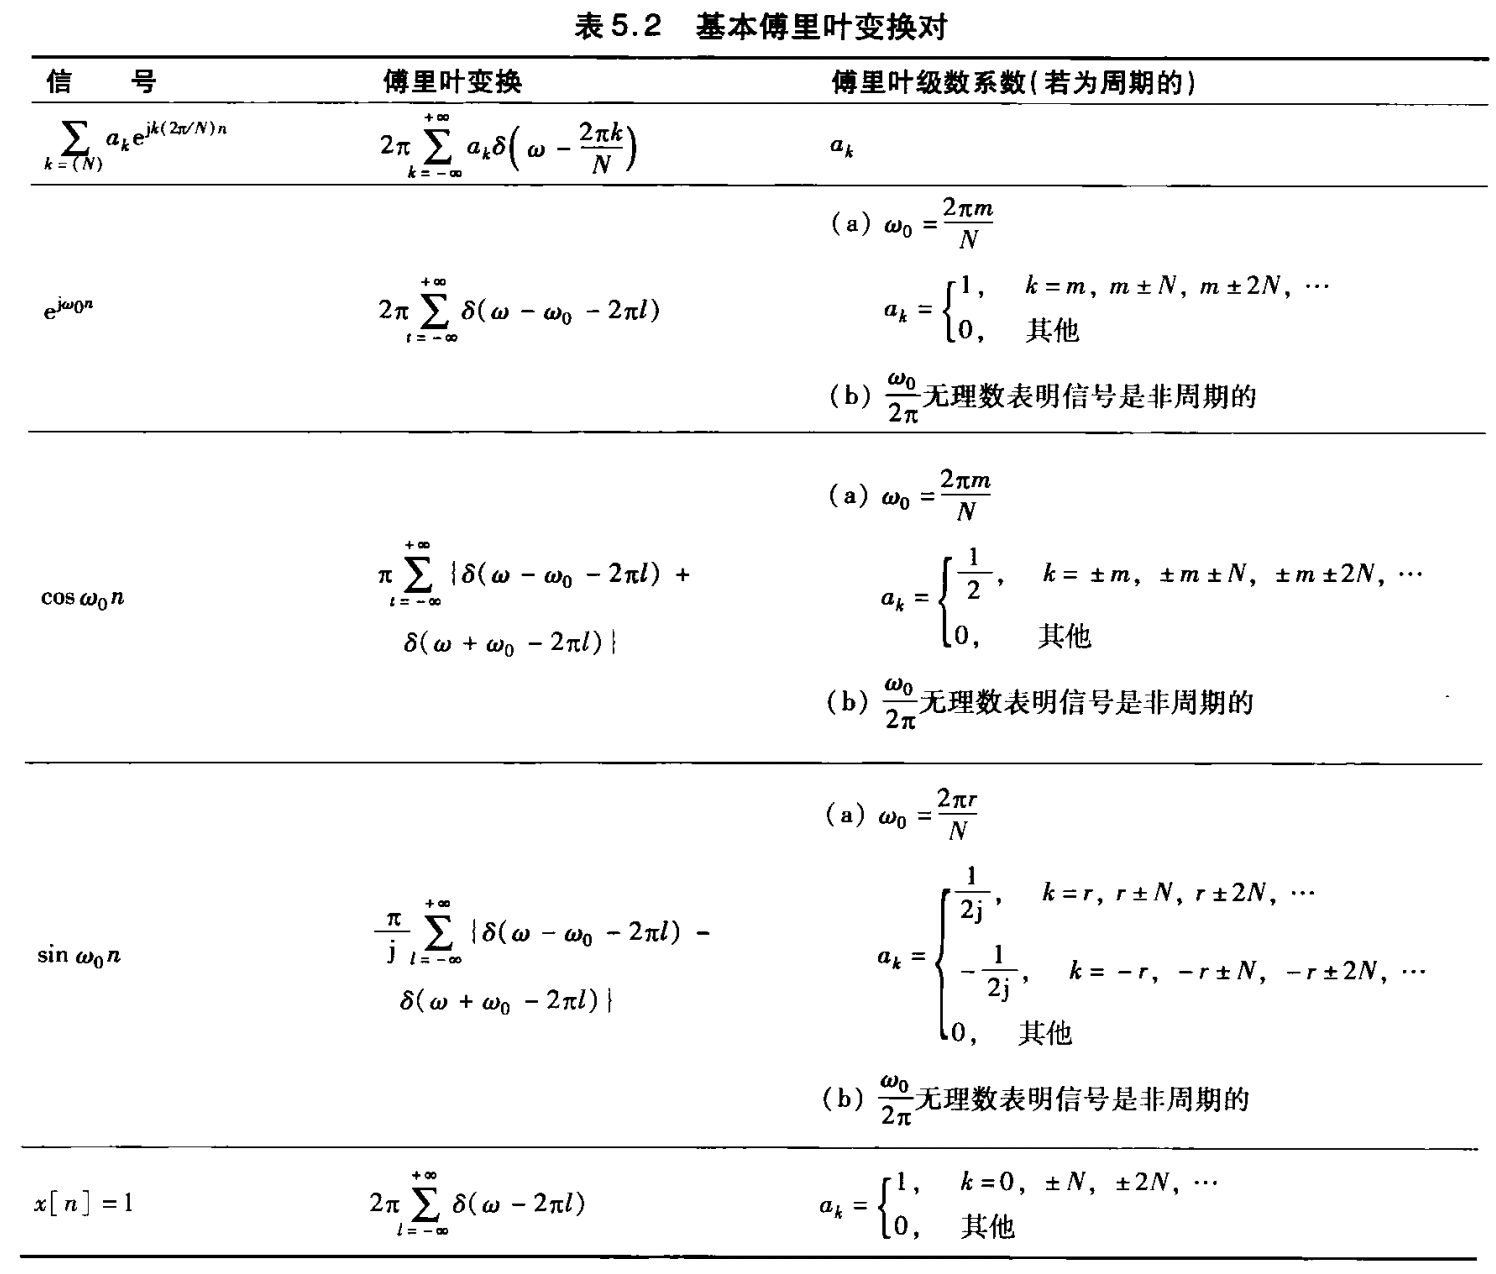 表5.2 基本傅里叶变换对
信 号 傅里叶变换 傅里叶级数系数(若为周期的)
$\sum_{k=(N)} a_k e^{jk(2\pi/N)n}$ $2\pi\sum_{k=-\infty}^{+\infty} a_k\delta\left(\omega-\frac{2\pi k}{N}\right)$ $a_k$
$e^{j\omega_0 n}$ $2\pi\sum_{l=-\infty}^{+\infty}\delta(\omega-\omega_0-2\pi l)$
(a) $\omega_0=\frac{2\pi m}{N}$
$a_k=\begin{cases}1, & k=m, m\pm N, m\pm 2N, \cdots\\0, & 其他\end{cases}$
(b) $\frac{\omega_0}{2\pi}$无理数表明信号是非周期的
$\cos\omega_0 n$ $\pi\sum_{l=-\infty}^{+\infty}\{\delta(\omega-\omega_0-2\pi l)+$
$\delta(\omega+\omega_0-2\pi l)\}$
(a) $\omega_0=\frac{2\pi m}{N}$
$a_k=\begin{cases}\frac{1}{2}, & k=\pm m, \pm m\pm N, \pm m\pm 2N, \cdots\\0, & 其他\end{cases}$
(b) $\frac{\omega_0}{2\pi}$无理数表明信号是非周期的
$\sin\omega_0 n$ $\frac{\pi}{j}\sum_{l=-\infty}^{+\infty}\{\delta(\omega-\omega_0-2\pi l)-$
$\delta(\omega+\omega_0-2\pi l)\}$
(a) $\omega_0=\frac{2\pi r}{N}$
$a_k=\begin{cases}\frac{1}{2j}, & k=r, r\pm N, r\pm 2N, \cdots\\-\frac{1}{2j}, & k=-r, -r\pm N, -r\pm 2N, \cdots\\0, & 其他\end{cases}$
(b) $\frac{\omega_0}{2\pi}$无理数表明信号是非周期的
$x[n]=1$ $2\pi\sum_{l=-\infty}^{+\infty}\delta(\omega-2\pi l)$ $a_k=\begin{cases}1, & k=0, \pm N, \pm 2N, \cdots\\0, & 其他\end{cases}$